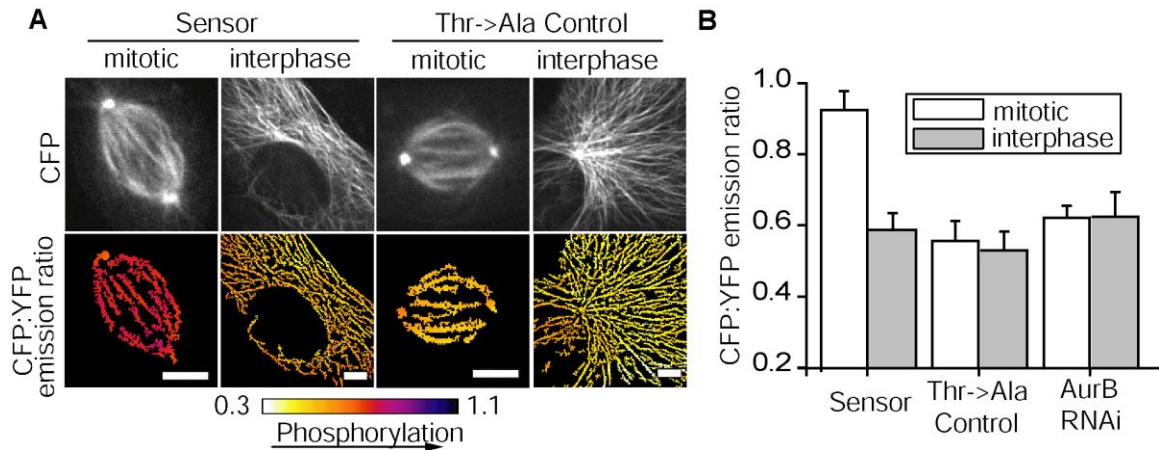 A
Sensor
Thr->Ala Control
mitotic
interphase
mitotic
interphase
CFP
CFP:YFP
emission ratio
0.3
1.1
Phosphorylation
B
CFP:YFP emission ratio
1.0
0.8
0.6
0.4
0.2
mitotic
interphase
Sensor
Thr->Ala
Control
AurB
RNAi